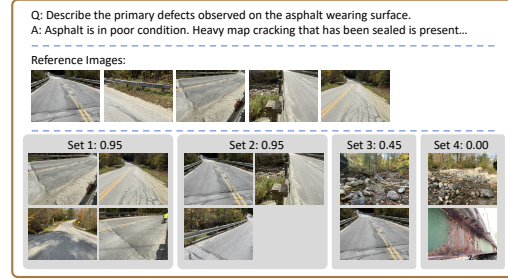 Q: Describe the primary defects observed on the asphalt wearing surface.
A: Asphalt is in poor condition. Heavy map cracking that has been sealed is present...
Reference Images:
Set 1: 0.95
Set 2: 0.95
Set 3: 0.45
Set 4: 0.00